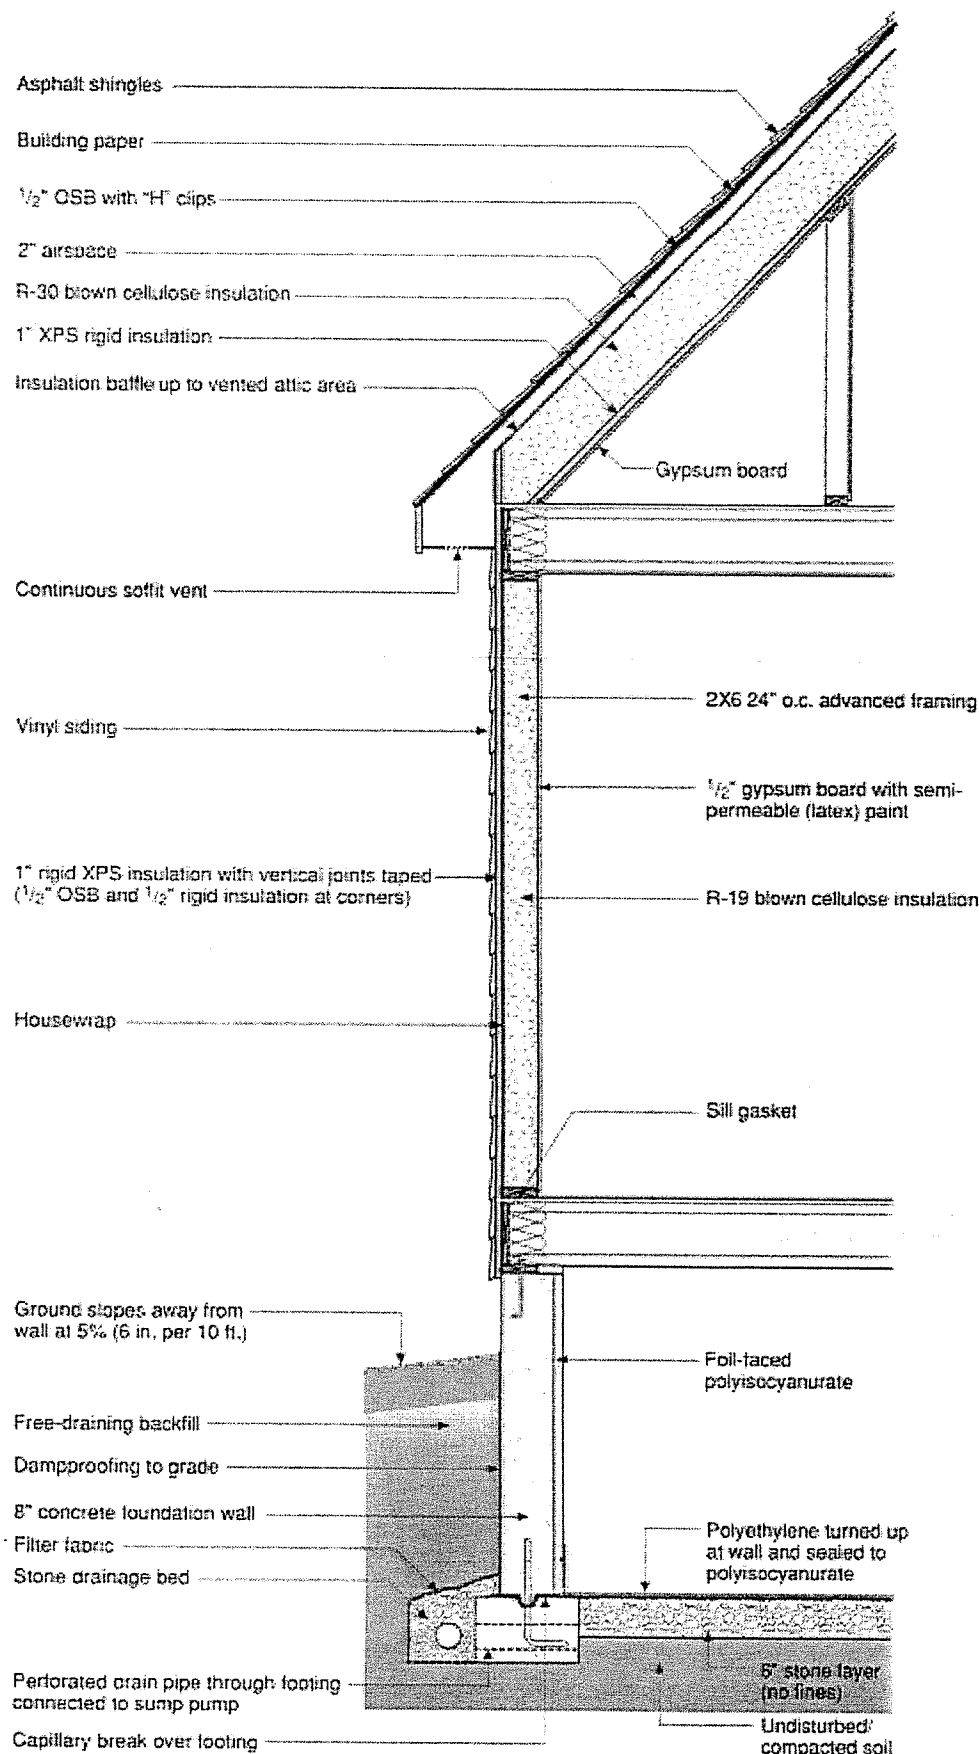 Asphalt shingles
Building paper
1/2" OSB with "H" clips
2" airspace
R-30 blown cellulose insulation
1" XPS rigid insulation
Insulation baffle up to vented attic area
Gypsum board
Continuous soffit vent
2X6 24" o.c. advanced framing
Vinyl siding
1/2" gypsum board with semi-
permeable (latex) paint
1" rigid XPS insulation with vertical joints taped
(1/2" OSB and 1/2" rigid insulation at corners)
R-19 blown cellulose insulation
Housewrap
Sill gasket
Ground slopes away from
wall at 5% (6 in. per 10 ft.)
Foil-faced
polyisocyanurate
Free-draining backfill
Dampproofing to grade
8" concrete foundation wall
Filter fabric
Stone drainage bed
Polyethylene turned up
at wall and sealed to
polyisocyanurate
Perforated drain pipe through footing
connected to sump pump
6" stone layer
(no fines)
Capillary break over footing
Undisturbed/
compacted soil